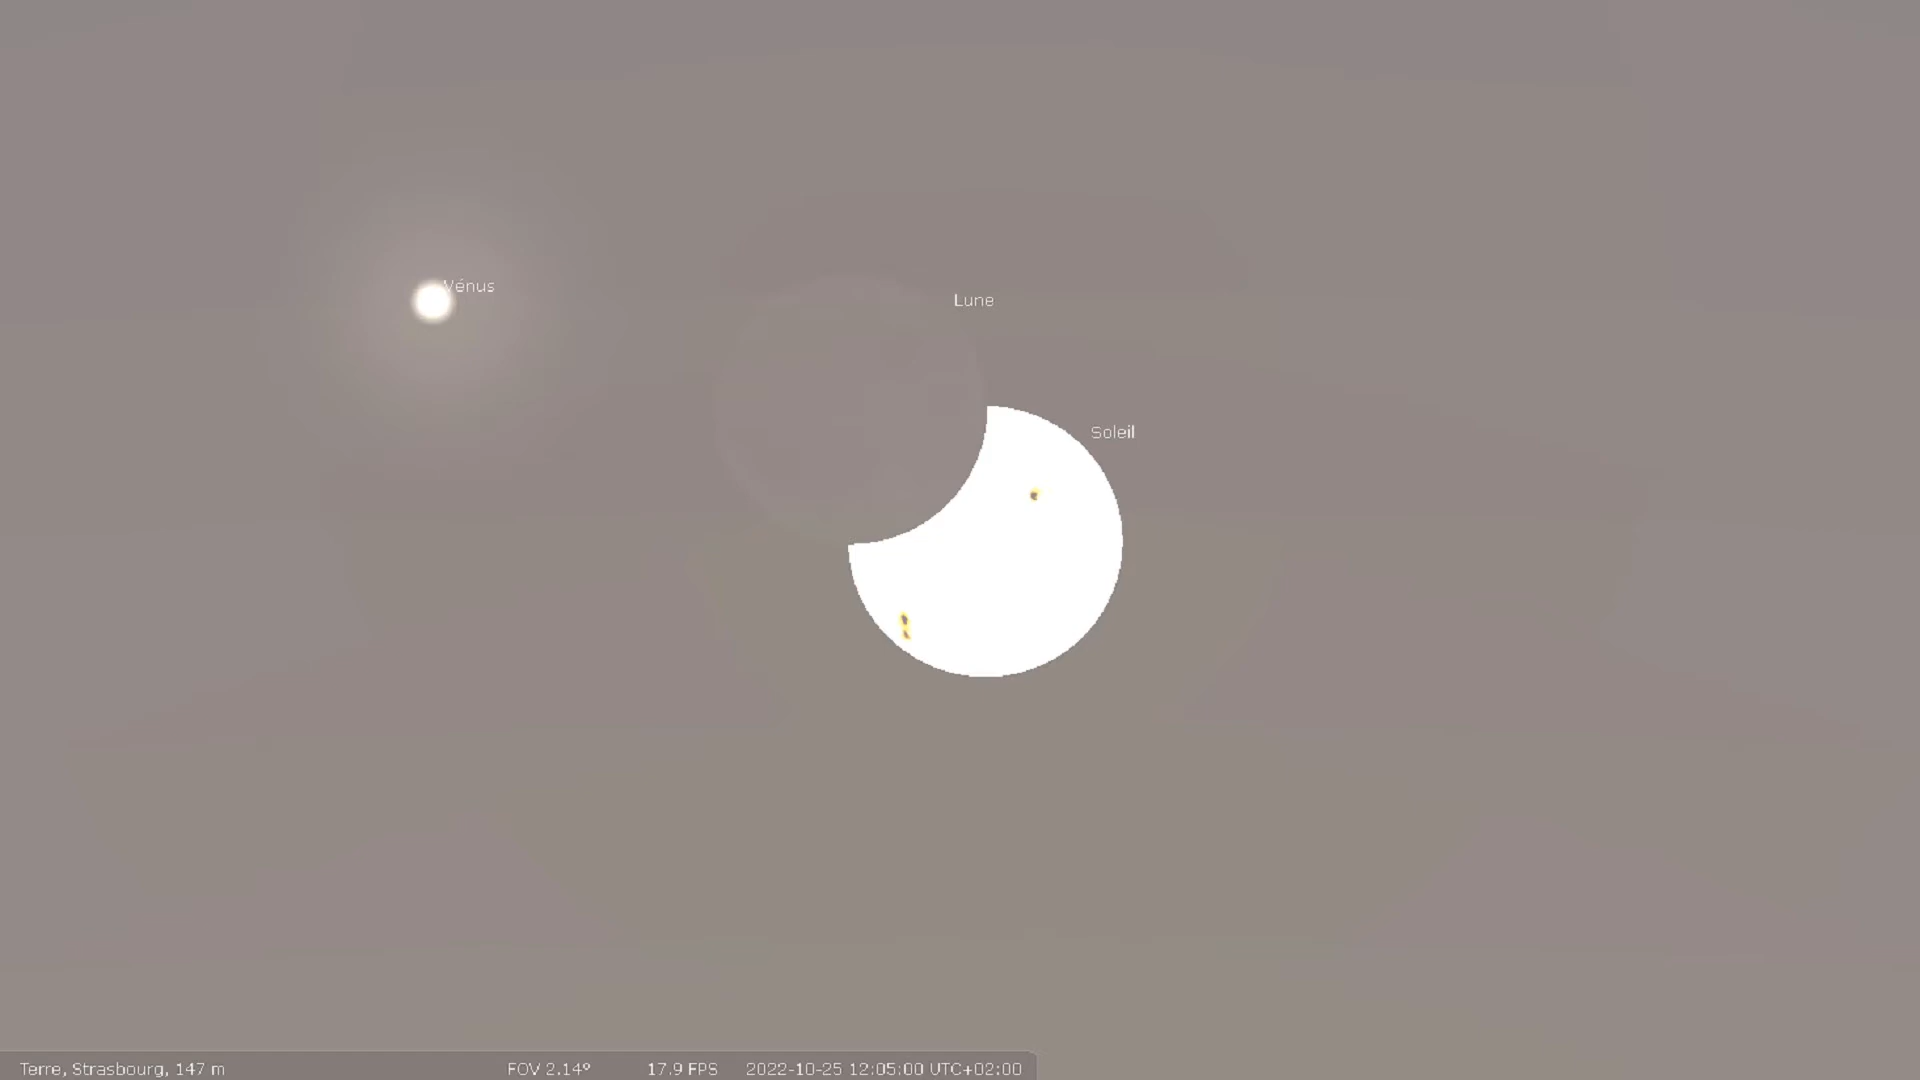 Vénus
Lune
Soleil
Terre, Strasbourg, 147 m FOV 2.14° 17.9 FPS 2022-10-25 12:05:00 UTC+02:00